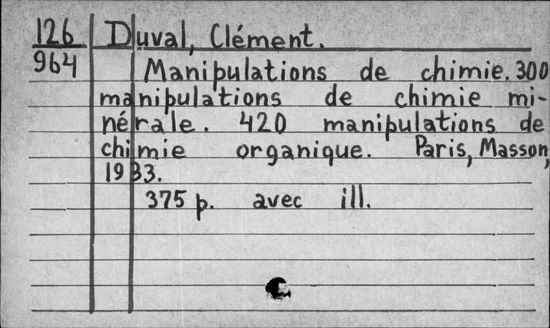 126 Duval, Clément.
964 Manipulations de chimie. 300
manipulations de chimie mi-
nérale. 420 manipulations de
chimie organique. Paris, Masson,
1933.
375 p. avec ill.